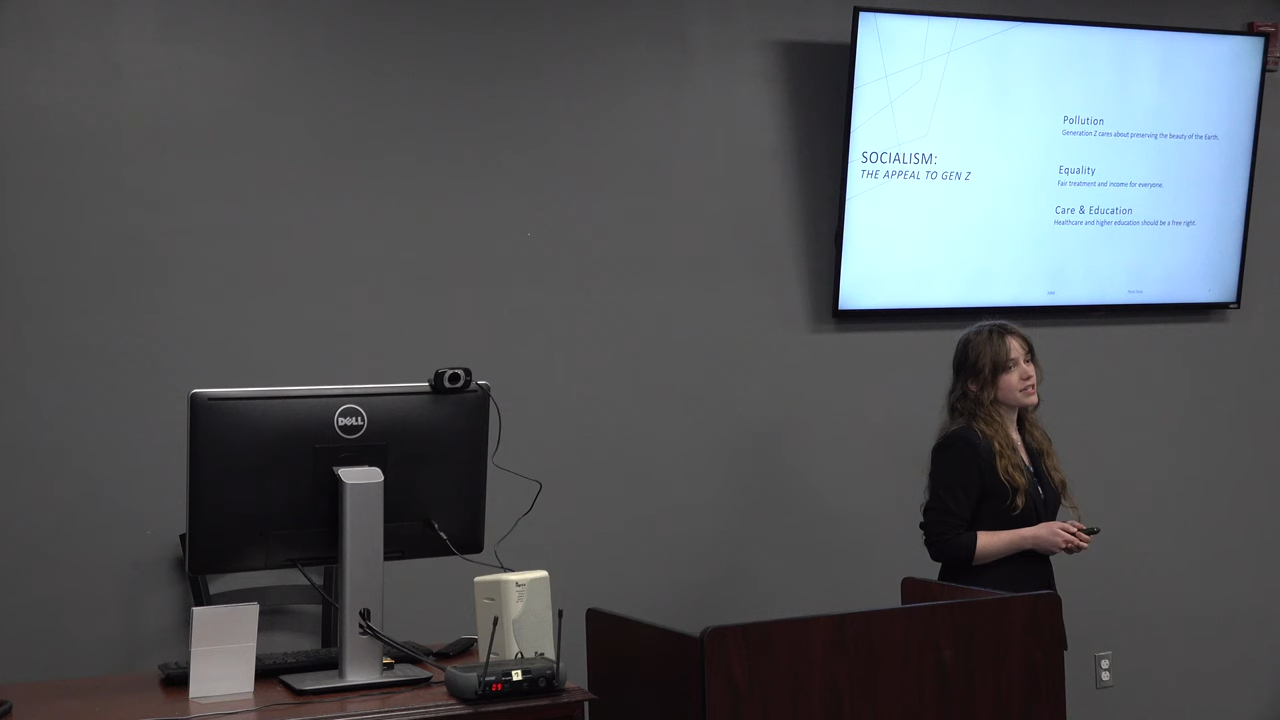 SOCIALISM:
THE APPEAL TO GEN Z
Pollution
Generation Z cares about preserving the beauty of the Earth.
Equality
Fair treatment and income for everyone.
Care & Education
Healthcare and higher education should be a free right.
DELL